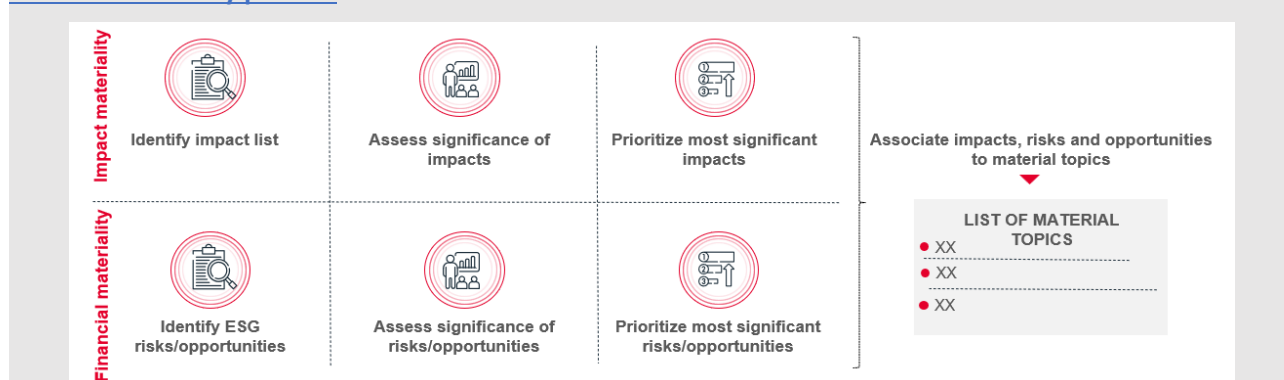 Impact materiality
Identify impact list
Assess significance of
impacts
Prioritize most significant
impacts
Associate impacts, risks and opportunities
to material topics
LIST OF MATERIAL
TOPICS
XX
XX
XX
Financial materiality
Identify ESG
risks/opportunities
Assess significance of
risks/opportunities
Prioritize most significant
risks/opportunities